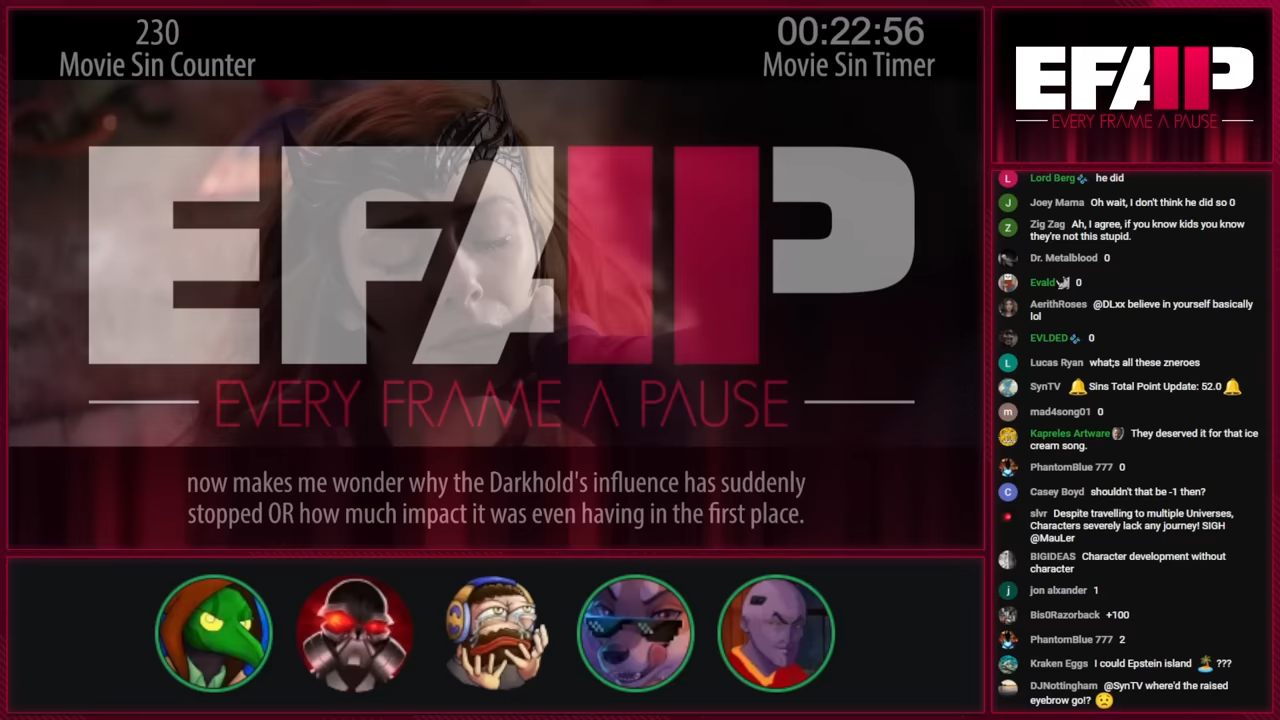 230
Movie Sin Counter
00:22:56
Movie Sin Timer
EFAP
EVERY FRAME A PAUSE
now makes me wonder why the Darkhold's influence has suddenly
stopped OR how much impact it was even having in the first place.
EFAP
EVERY FRAME A PAUSE
L Lord Berg he did
J Joey Mama Oh wait, I don't think he did so 0
Z Zig Zag Ah, I agree, if you know kids you know
they're not this stupid.
Dr. Metalblood 0
Evald 0
AerithRoses @DLxx believe in yourself basically
lol
EVLDED 0
L Lucas Ryan what;s all these zneroes
SynTV 🔔 Sins Total Point Update: 52.0 🔔
m mad4song01 0
Kapreles Artware They deserved it for that ice
cream song.
PhantomBlue 777 0
C Casey Boyd shouldn't that be -1 then?
slvr Despite travelling to multiple Universes,
Characters severely lack any journey! SIGH
@MauLer
BIGIDEAS Character development without
character
j jon alxander 1
Bis0Razorback +100
PhantomBlue 777 2
Kraken Eggs I could Epstein island 🏝️ ???
DJNottingham @SynTV where'd the raised
eyebrow go!? 😟